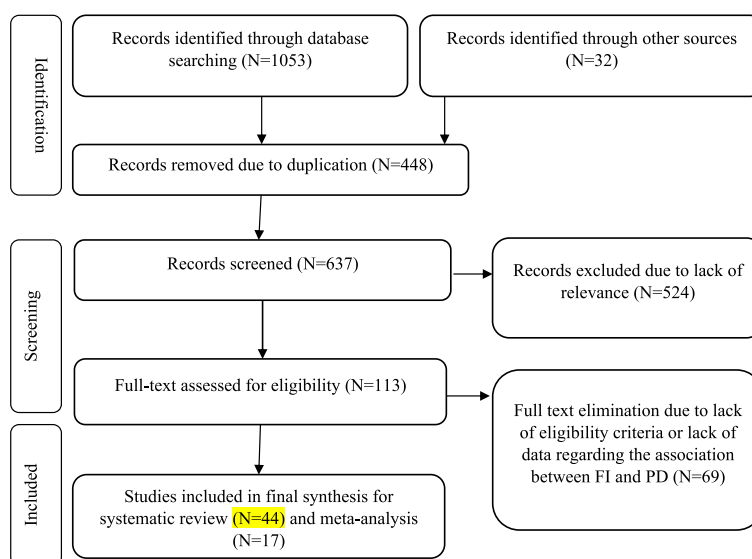 Identification
Records identified through database
searching (N=1053)
Records identified through other sources
(N=32)
Records removed due to duplication (N=448)
Screening
Records screened (N=637)
Records excluded due to lack of
relevance (N=524)
Full-text assessed for eligibility (N=113)
Full text elimination due to lack
of eligibility criteria or lack of
data regarding the association
between FI and PD (N=69)
Included
Studies included in final synthesis for
systematic review (N=44) and meta-analysis
(N=17)